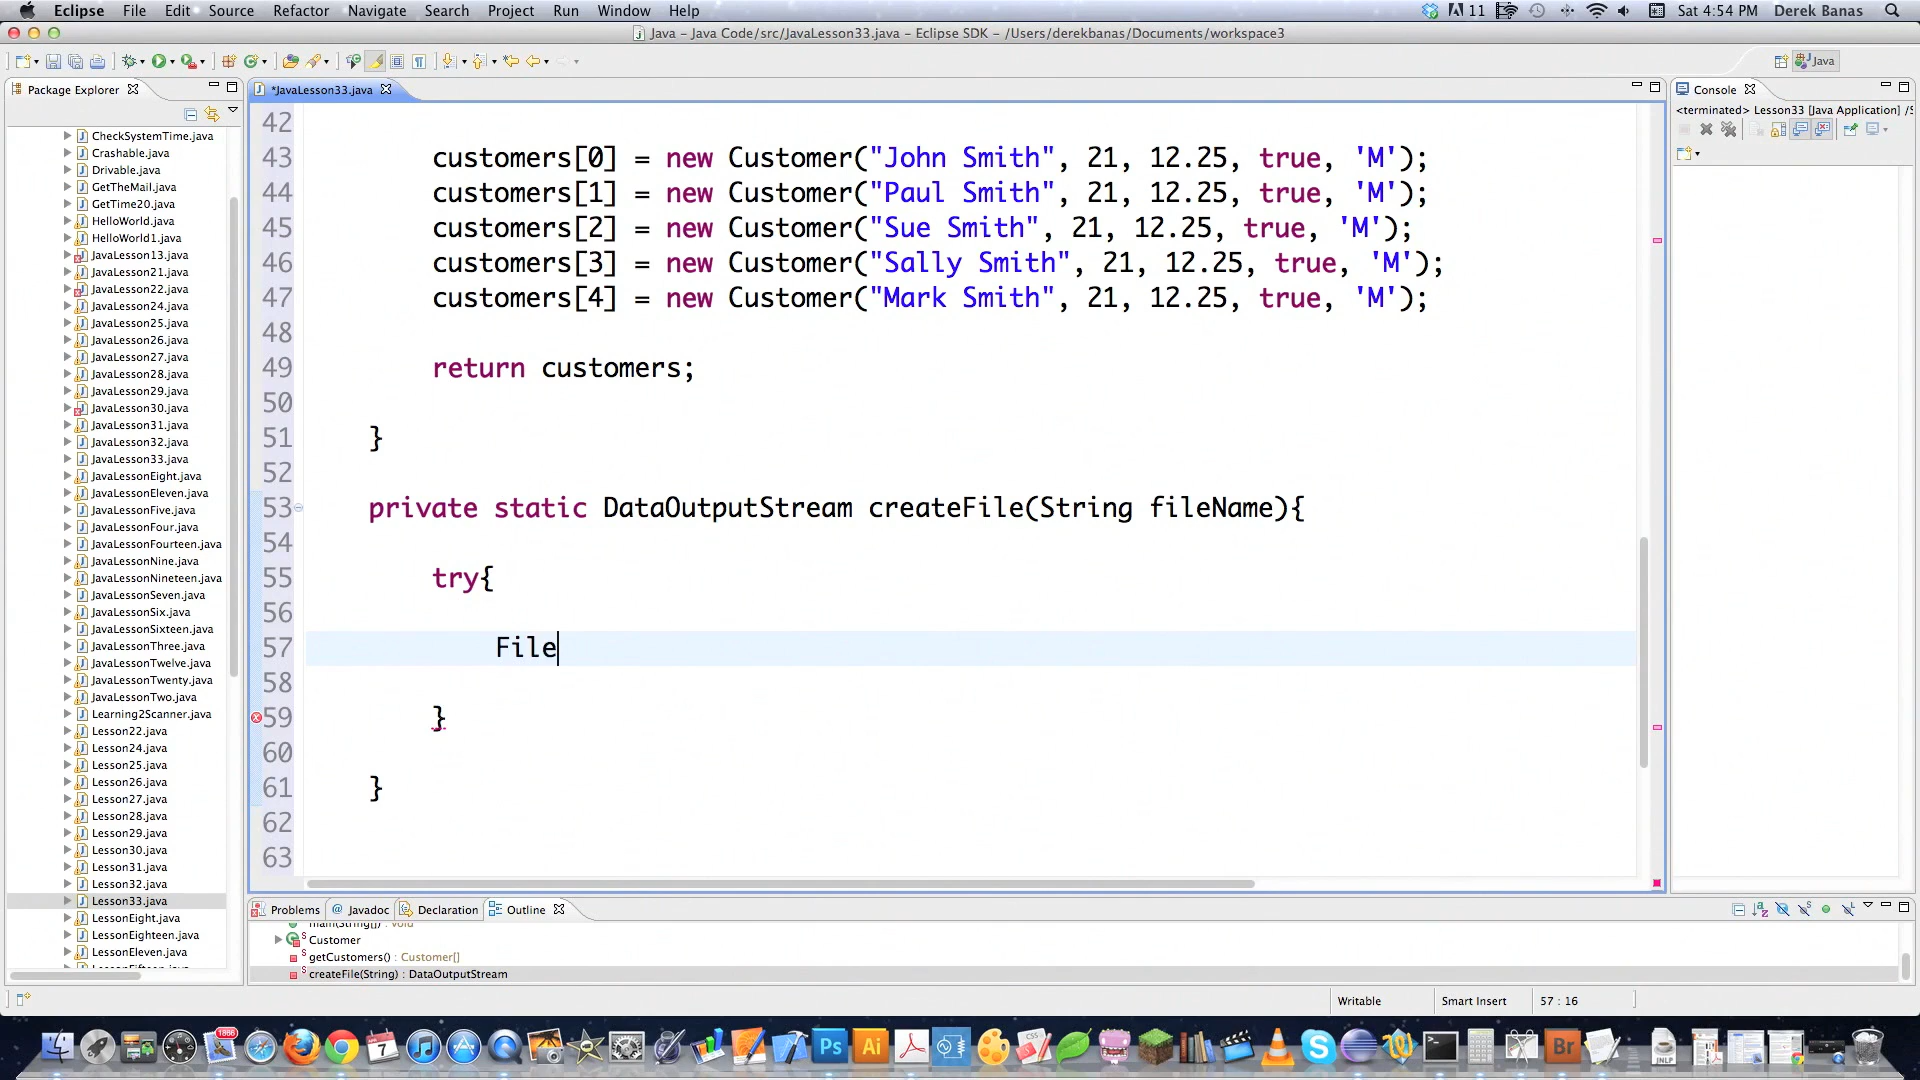 Eclipse File Edit Source Refactor Navigate Search Project Run Window Help 11 Sat 4:54 PM Derek Banas
Java – Java Code/src/JavaLesson33.java – Eclipse SDK – /Users/derekbanas/Documents/workspace3
Java
Package Explorer
*JavaLesson33.java
Console
<terminated> Lesson33 [Java Application] /S
CheckSystemTime.java
Crashable.java
Drivable.java
GetTheMail.java
GetTime20.java
HelloWorld.java
HelloWorld1.java
JavaLesson13.java
JavaLesson21.java
JavaLesson22.java
JavaLesson24.java
JavaLesson25.java
JavaLesson26.java
JavaLesson27.java
JavaLesson28.java
JavaLesson29.java
JavaLesson30.java
JavaLesson31.java
JavaLesson32.java
JavaLesson33.java
JavaLessonEight.java
JavaLessonEleven.java
JavaLessonFive.java
JavaLessonFour.java
JavaLessonFourteen.java
JavaLessonNine.java
JavaLessonNineteen.java
JavaLessonSeven.java
JavaLessonSix.java
JavaLessonSixteen.java
JavaLessonThree.java
JavaLessonTwelve.java
JavaLessonTwenty.java
JavaLessonTwo.java
Learning2Scanner.java
Lesson22.java
Lesson24.java
Lesson25.java
Lesson26.java
Lesson27.java
Lesson28.java
Lesson29.java
Lesson30.java
Lesson31.java
Lesson32.java
Lesson33.java
LessonEight.java
LessonEighteen.java
LessonEleven.java
LessonFifteen.java
42
43 customers[0] = new Customer("John Smith", 21, 12.25, true, 'M');
44 customers[1] = new Customer("Paul Smith", 21, 12.25, true, 'M');
45 customers[2] = new Customer("Sue Smith", 21, 12.25, true, 'M');
46 customers[3] = new Customer("Sally Smith", 21, 12.25, true, 'M');
47 customers[4] = new Customer("Mark Smith", 21, 12.25, true, 'M');
48
49 return customers;
50
51 }
52
53 private static DataOutputStream createFile(String fileName){
54
55 try{
56
57 File
58
59 }
60
61 }
62
63
Problems @ Javadoc Declaration Outline
main(String[]) : void
Customer
getCustomers() : Customer[]
createFile(String) : DataOutputStream
Writable Smart Insert 57 : 16
1866
7
Ps
Ai
Br
JNLP